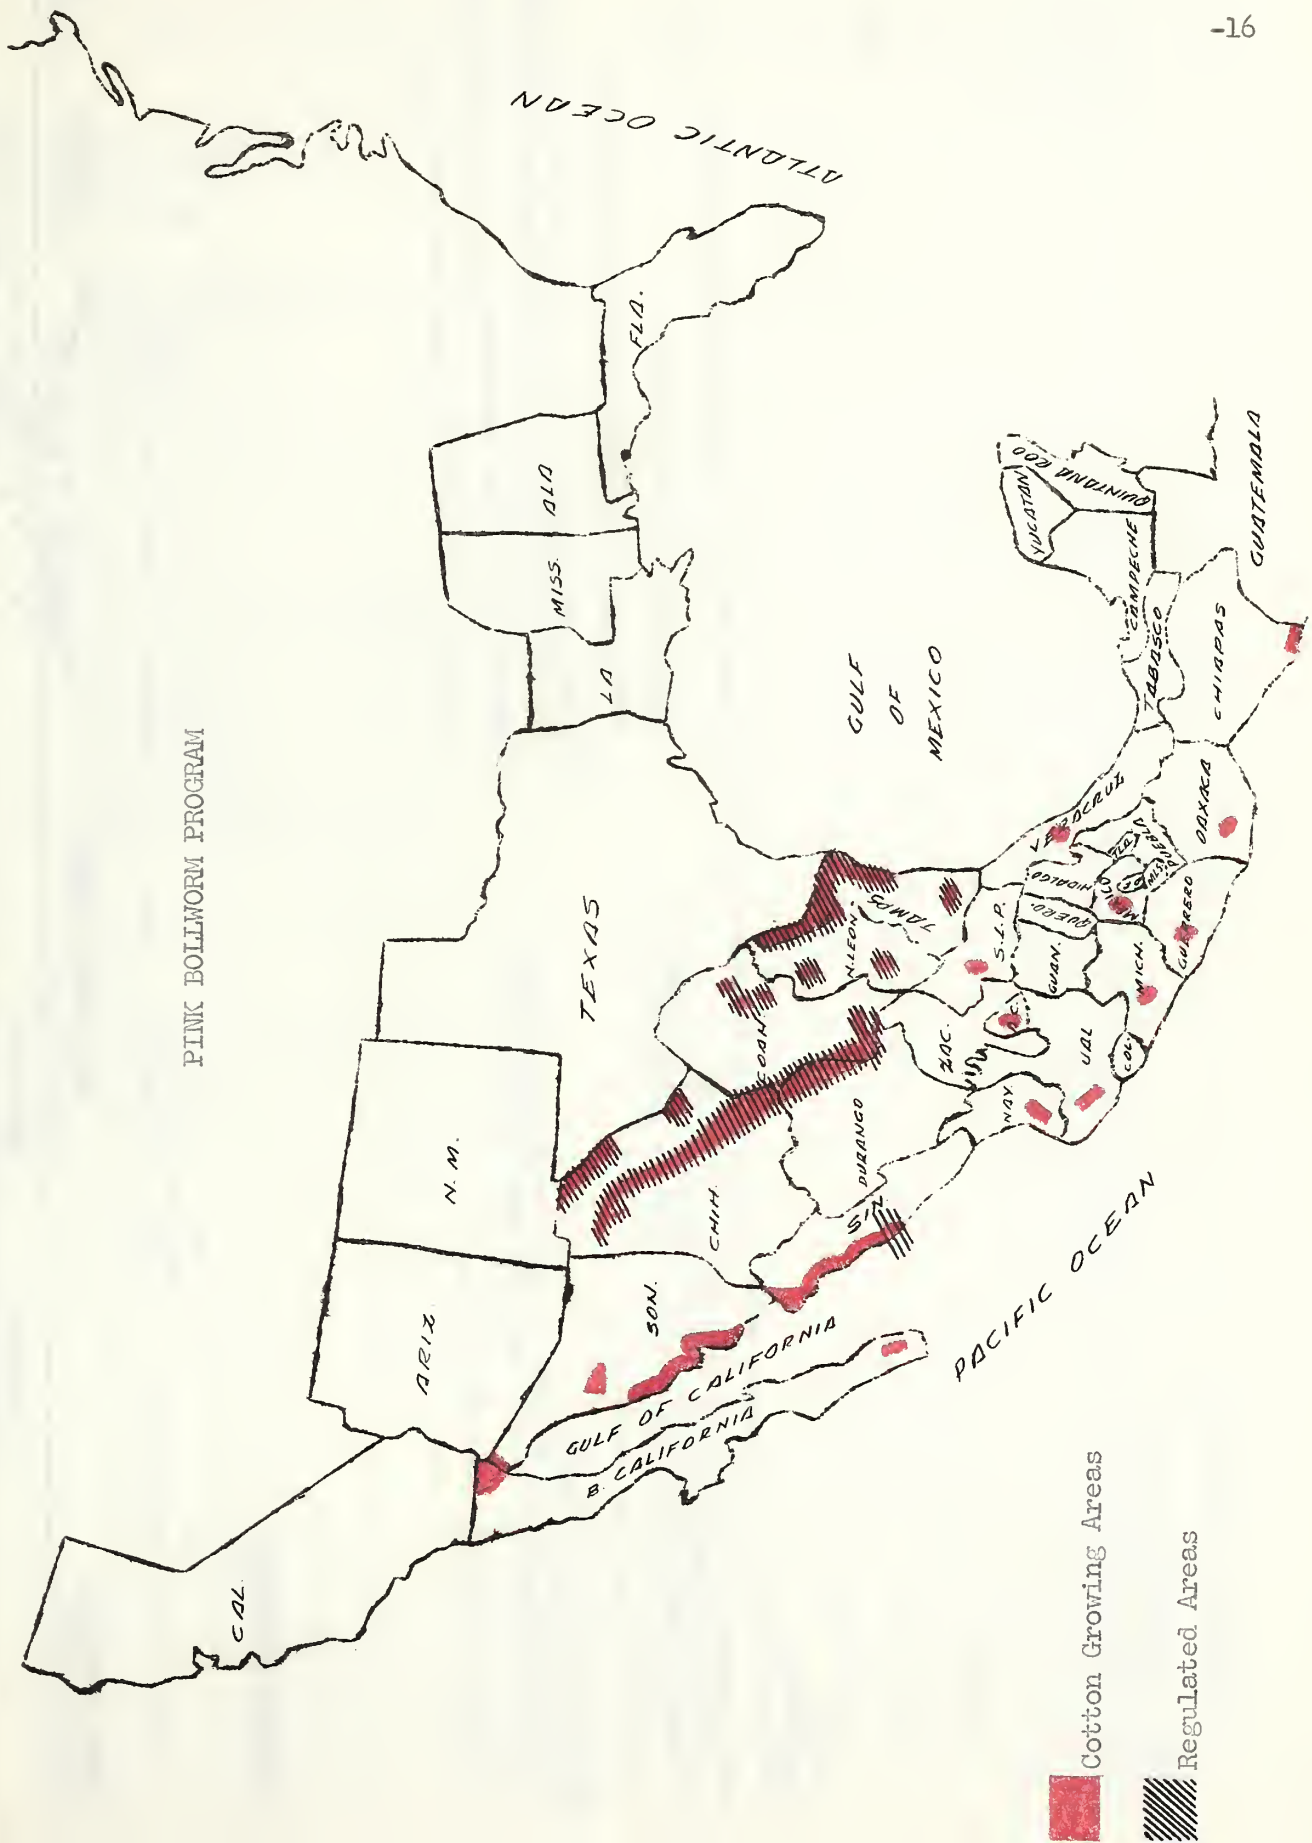 -16
PINK BOLLWORM PROGRAM
ATLANTIC OCEAN
CAL.
ARIZ.
N.M.
TEXAS
LA
MISS.
ALA
FLA.
GULF
OF
MEXICO
B. CALIFORNIA
GULF OF CALIFORNIA
SON.
CHIH.
COAH.
N.LEON.
TAMPS
SIN
DURANGO
ZAC.
S.L.P.
NAY.
JAL
COL.
GUAN.
QUERO.
HIDALGO
MICH.
GUERRERO
VERACRUZ
OAXACA
TABASCO
CHIAPAS
CAMPECHE
YUCATAN
QUINTANA ROO
GUATEMALA
PACIFIC OCEAN
Cotton Growing Areas
Regulated Areas